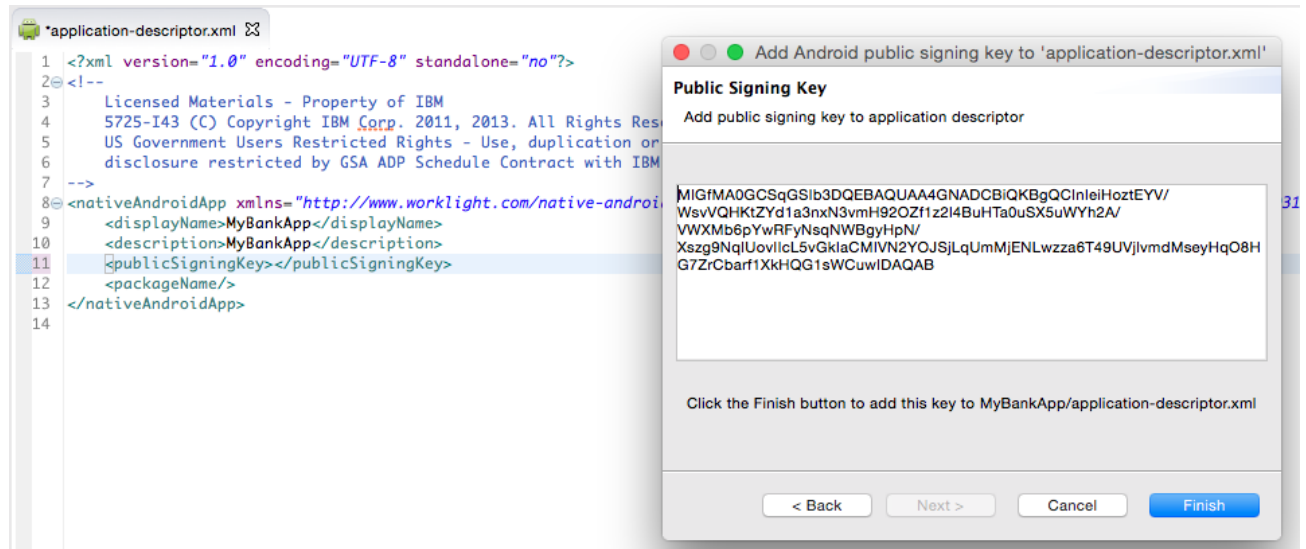 *application-descriptor.xml
1 <?xml version="1.0" encoding="UTF-8" standalone="no"?>
2 <!--
3 Licensed Materials - Property of IBM
4 5725-I43 (C) Copyright IBM Corp. 2011, 2013. All Rights Res
5 US Government Users Restricted Rights - Use, duplication or
6 disclosure restricted by GSA ADP Schedule Contract with IBM
7 -->
8 <nativeAndroidApp xmlns="http://www.worklight.com/native-androi
31
9 <displayName>MyBankApp</displayName>
10 <description>MyBankApp</description>
11 <publicSigningKey></publicSigningKey>
12 <packageName/>
13 </nativeAndroidApp>
14
Add Android public signing key to 'application-descriptor.xml'
Public Signing Key
Add public signing key to application descriptor
MIGfMA0GCSqGSIb3DQEBAQUAA4GNADCBiQKBgQCInIeiHoztEYV/
WsvVQHKtZYd1a3nxN3vmH92OZf1z2I4BuHTa0uSX5uWYh2A/
VWXMb6pYwRFyNsqNWBgyHpN/
Xszg9NqIUovIIcL5vGkIaCMIVN2YOJSjLqUmMjENLwzza6T49UVjIvmdMseyHqO8H
G7ZrCbarf1XkHQG1sWCuwIDAQAB
Click the Finish button to add this key to MyBankApp/application-descriptor.xml
< Back
Next >
Cancel
Finish